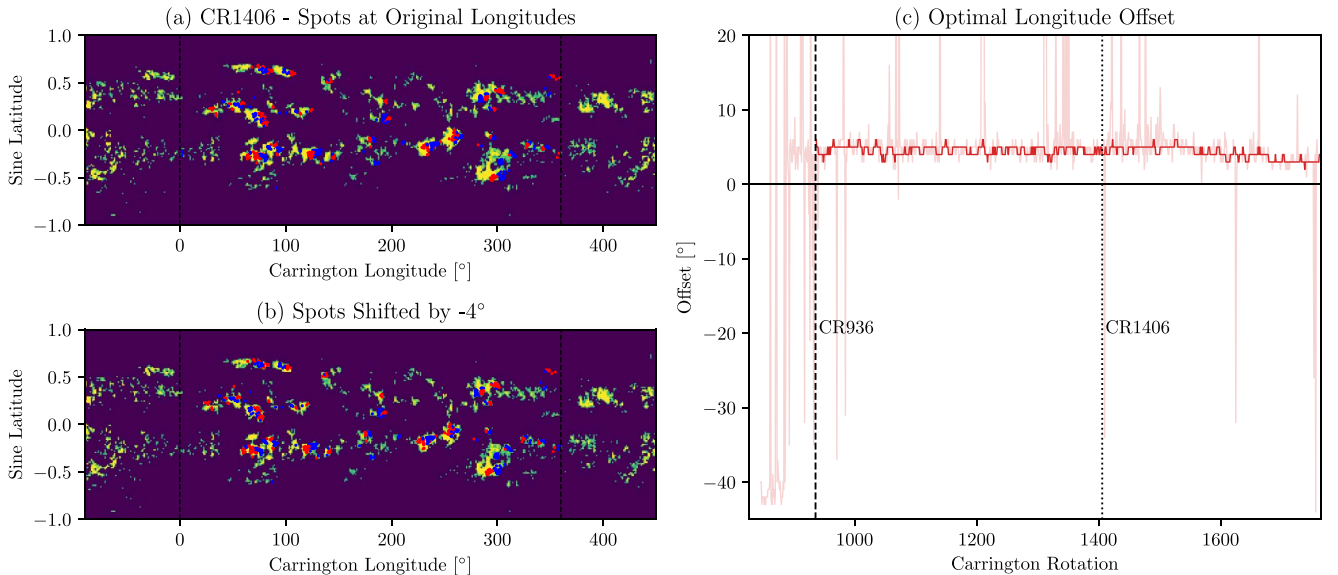 (a) CR1406 - Spots at Original Longitudes
1.0
0.5
0.0
−0.5
−1.0
Sine Latitude
0
100
200
300
400
Carrington Longitude [°]
(b) Spots Shifted by -4°
1.0
0.5
0.0
−0.5
−1.0
Sine Latitude
0
100
200
300
400
Carrington Longitude [°]
(c) Optimal Longitude Offset
20
10
0
−10
−20
−30
−40
Offset [°]
CR936
CR1406
1000
1200
1400
1600
Carrington Rotation